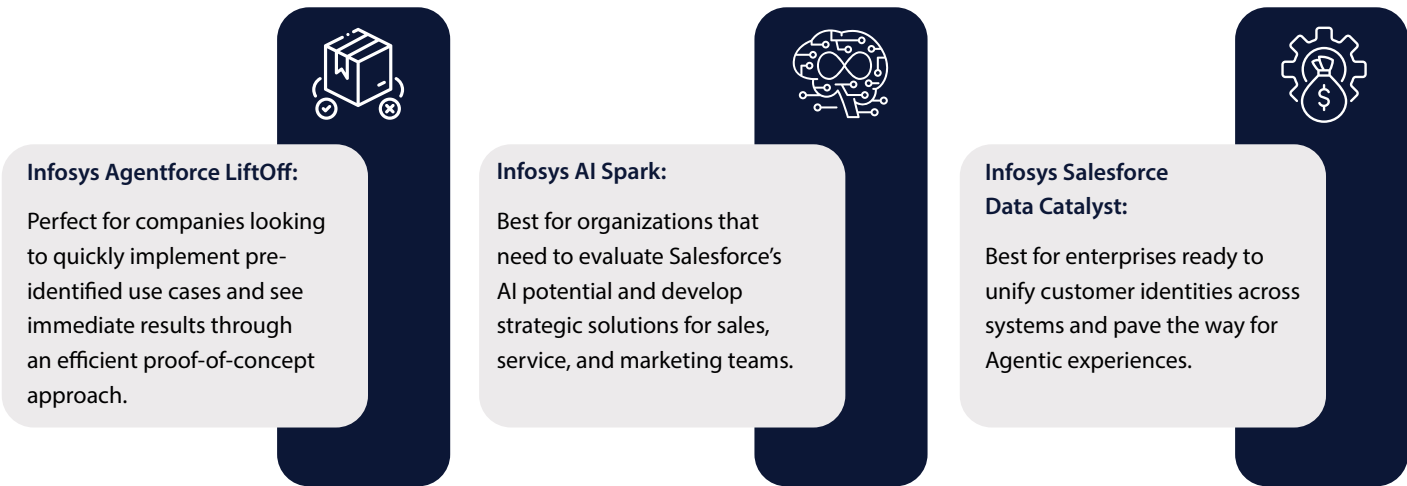 Infosys Agentforce LiftOff:
Perfect for companies looking
to quickly implement pre-
identified use cases and see
immediate results through
an efficient proof-of-concept
approach.
Infosys AI Spark:
Best for organizations that
need to evaluate Salesforce’s
AI potential and develop
strategic solutions for sales,
service, and marketing teams.
$
Infosys Salesforce
Data Catalyst:
Best for enterprises ready to
unify customer identities across
systems and pave the way for
Agentic experiences.